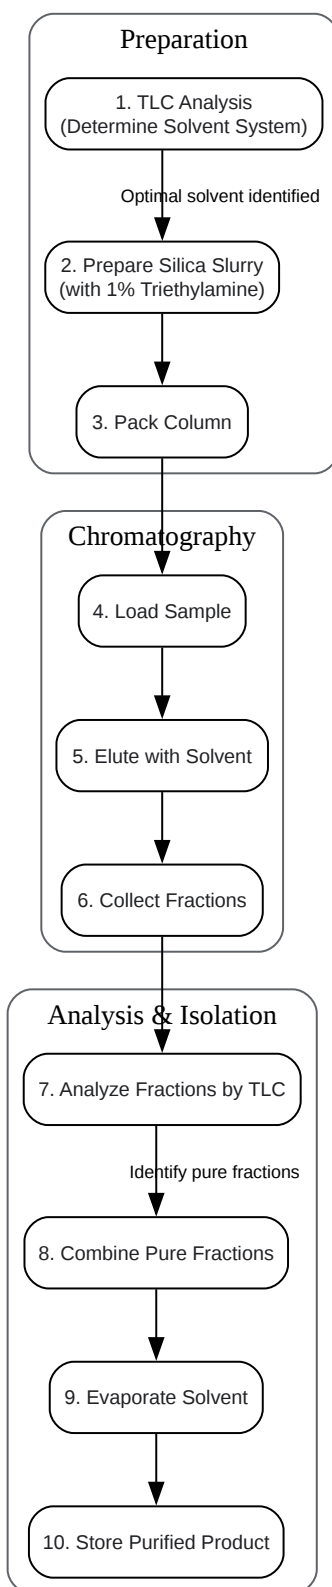 Preparation
1. TLC Analysis
(Determine Solvent System)
Optimal solvent identified
2. Prepare Silica Slurry
(with 1% Triethylamine)
3. Pack Column
Chromatography
4. Load Sample
5. Elute with Solvent
6. Collect Fractions
Analysis & Isolation
7. Analyze Fractions by TLC
Identify pure fractions
8. Combine Pure Fractions
9. Evaporate Solvent
10. Store Purified Product